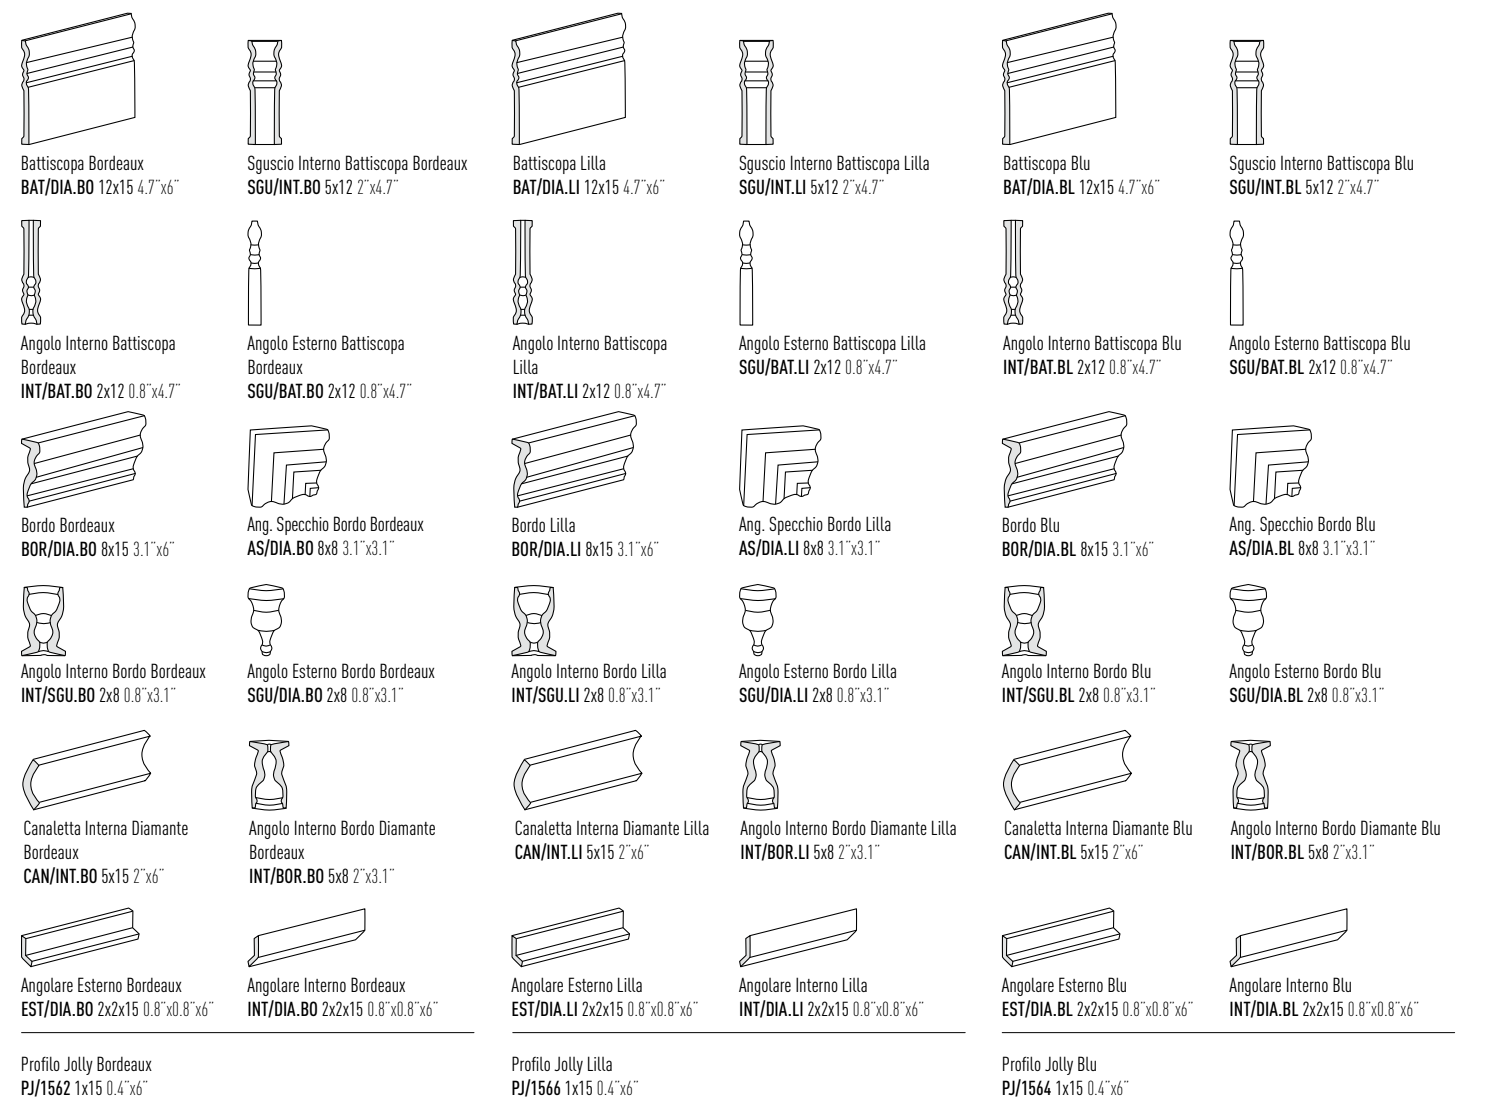 Battiscopa Bordeaux
BAT/DIA.BO 12x15 4.7¨x6¨
Sguscio Interno Battiscopa Bordeaux
SGU/INT.BO 5x12 2¨x4.7¨
Battiscopa Lilla
BAT/DIA.LI 12x15 4.7¨x6¨
Sguscio Interno Battiscopa Lilla
SGU/INT.LI 5x12 2¨x4.7¨
Battiscopa Blu
BAT/DIA.BL 12x15 4.7¨x6¨
Sguscio Interno Battiscopa Blu
SGU/INT.BL 5x12 2¨x4.7¨
Angolo Interno Battiscopa
Bordeaux
INT/BAT.BO 2x12 0.8¨x4.7¨
Angolo Esterno Battiscopa
Bordeaux
SGU/BAT.BO 2x12 0.8¨x4.7¨
Angolo Interno Battiscopa
Lilla
INT/BAT.LI 2x12 0.8¨x4.7¨
Angolo Esterno Battiscopa Lilla
SGU/BAT.LI 2x12 0.8¨x4.7¨
Angolo Interno Battiscopa Blu
INT/BAT.BL 2x12 0.8¨x4.7¨
Angolo Esterno Battiscopa Blu
SGU/BAT.BL 2x12 0.8¨x4.7¨
Bordo Bordeaux
BOR/DIA.BO 8x15 3.1¨x6¨
Ang. Specchio Bordo Bordeaux
AS/DIA.BO 8x8 3.1¨x3.1¨
Bordo Lilla
BOR/DIA.LI 8x15 3.1¨x6¨
Ang. Specchio Bordo Lilla
AS/DIA.LI 8x8 3.1¨x3.1¨
Bordo Blu
BOR/DIA.BL 8x15 3.1¨x6¨
Ang. Specchio Bordo Blu
AS/DIA.BL 8x8 3.1¨x3.1¨
Angolo Interno Bordo Bordeaux
INT/SGU.BO 2x8 0.8¨x3.1¨
Angolo Esterno Bordo Bordeaux
SGU/DIA.BO 2x8 0.8¨x3.1¨
Angolo Interno Bordo Lilla
INT/SGU.LI 2x8 0.8¨x3.1¨
Angolo Esterno Bordo Lilla
SGU/DIA.LI 2x8 0.8¨x3.1¨
Angolo Interno Bordo Blu
INT/SGU.BL 2x8 0.8¨x3.1¨
Angolo Esterno Bordo Blu
SGU/DIA.BL 2x8 0.8¨x3.1¨
Canaletta Interna Diamante
Bordeaux
CAN/INT.BO 5x15 2¨x6¨
Angolo Interno Bordo Diamante
Bordeaux
INT/BOR.BO 5x8 2¨x3.1¨
Canaletta Interna Diamante Lilla
CAN/INT.LI 5x15 2¨x6¨
Angolo Interno Bordo Diamante Lilla
INT/BOR.LI 5x8 2¨x3.1¨
Canaletta Interna Diamante Blu
CAN/INT.BL 5x15 2¨x6¨
Angolo Interno Bordo Diamante Blu
INT/BOR.BL 5x8 2¨x3.1¨
Angolare Esterno Bordeaux
EST/DIA.BO 2x2x15 0.8¨x0.8¨x6¨
Angolare Interno Bordeaux
INT/DIA.BO 2x2x15 0.8¨x0.8¨x6¨
Angolare Esterno Lilla
EST/DIA.LI 2x2x15 0.8¨x0.8¨x6¨
Angolare Interno Lilla
INT/DIA.LI 2x2x15 0.8¨x0.8¨x6¨
Angolare Esterno Blu
EST/DIA.BL 2x2x15 0.8¨x0.8¨x6¨
Angolare Interno Blu
INT/DIA.BL 2x2x15 0.8¨x0.8¨x6¨
Profilo Jolly Bordeaux
PJ/1562 1x15 0.4¨x6¨
Profilo Jolly Lilla
PJ/1566 1x15 0.4¨x6¨
Profilo Jolly Blu
PJ/1564 1x15 0.4¨x6¨